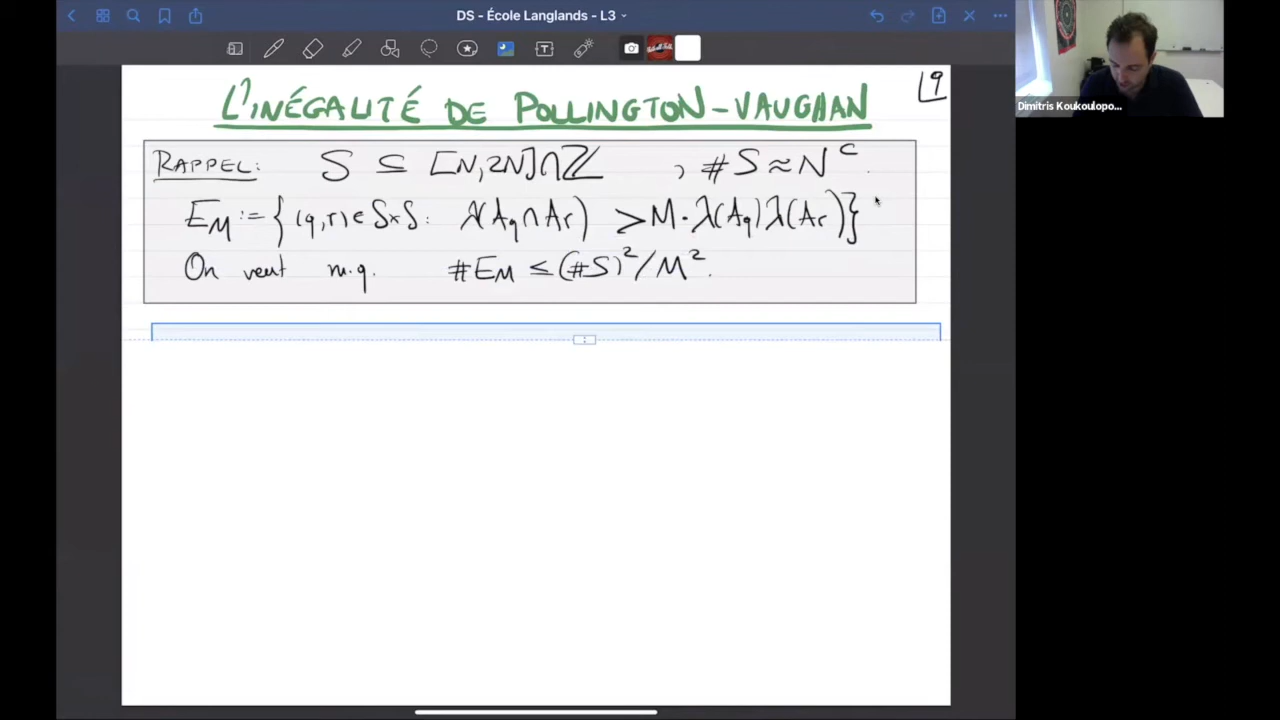 DS - École Langlands - L3
L'INÉGALITÉ DE POLLINGTON-VAUGHAN
9
RAPPEL: S ⊆ [N, 2N]∩ℤ , #S ≈ N^c.
E_M := { (q,r) ∈ S×S : λ(A_q ∩ A_r) > M·λ(A_q)λ(A_r)}
On veut m.q. #E_M ≤ (#S)²/M².
Dimitris Koukoulopo...